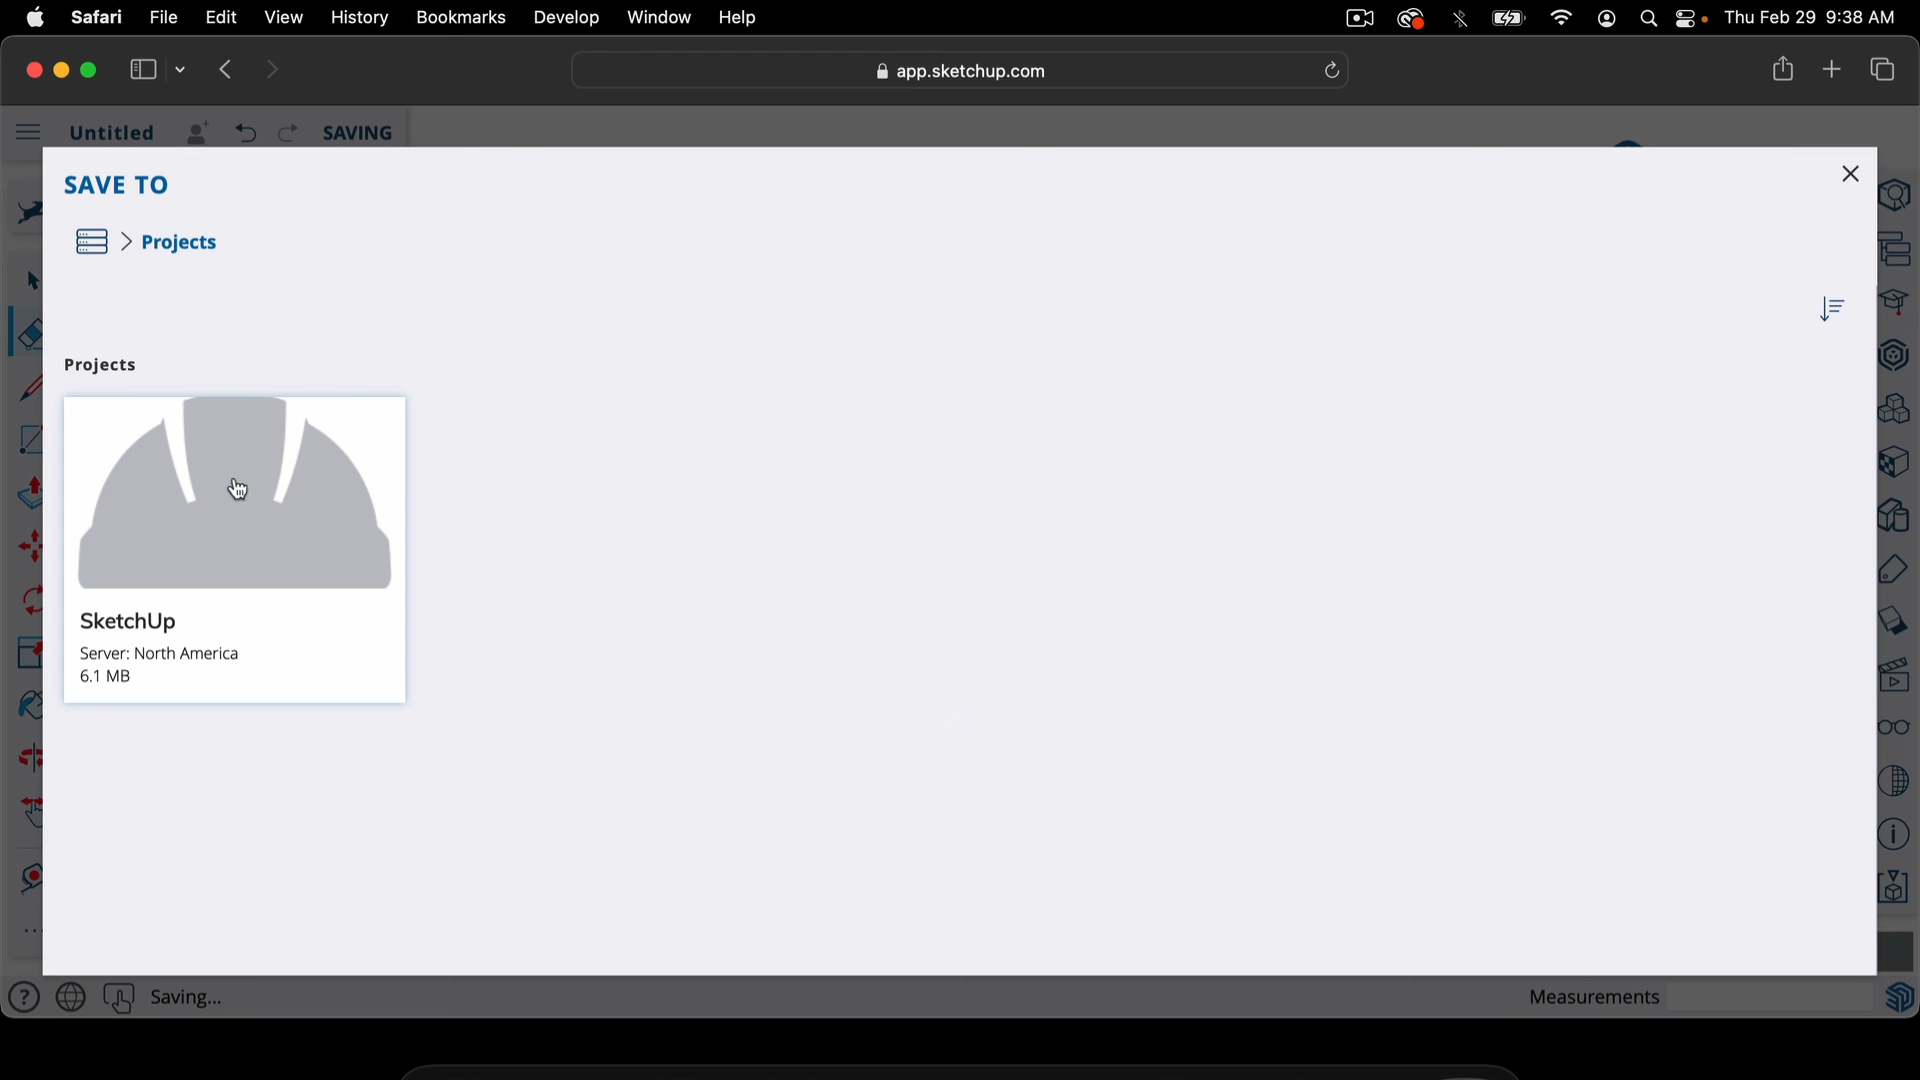 Safari File Edit View History Bookmarks Develop Window Help Thu Feb 29 9:38 AM
app.sketchup.com
Untitled SAVING
SAVE TO
Projects
Projects
SketchUp
Server: North America
6.1 MB
Saving...
Measurements